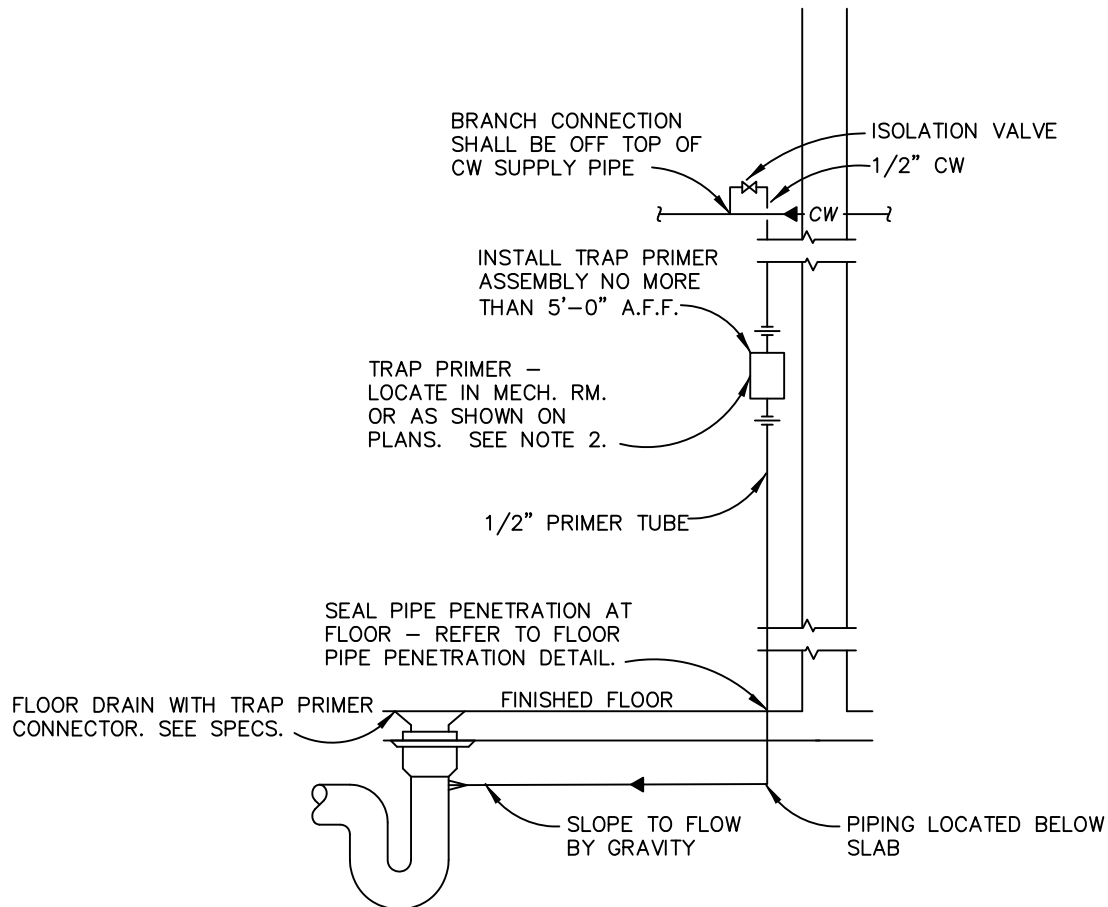 BRANCH CONNECTION
SHALL BE OFF TOP OF
CW SUPPLY PIPE
ISOLATION VALVE
1/2" CW
CW
INSTALL TRAP PRIMER
ASSEMBLY NO MORE
THAN 5'-0" A.F.F.
TRAP PRIMER –
LOCATE IN MECH. RM.
OR AS SHOWN ON
PLANS. SEE NOTE 2.
1/2" PRIMER TUBE
SEAL PIPE PENETRATION AT
FLOOR – REFER TO FLOOR
PIPE PENETRATION DETAIL.
FLOOR DRAIN WITH TRAP PRIMER
CONNECTOR. SEE SPECS.
FINISHED FLOOR
SLOPE TO FLOW
BY GRAVITY
PIPING LOCATED BELOW
SLAB